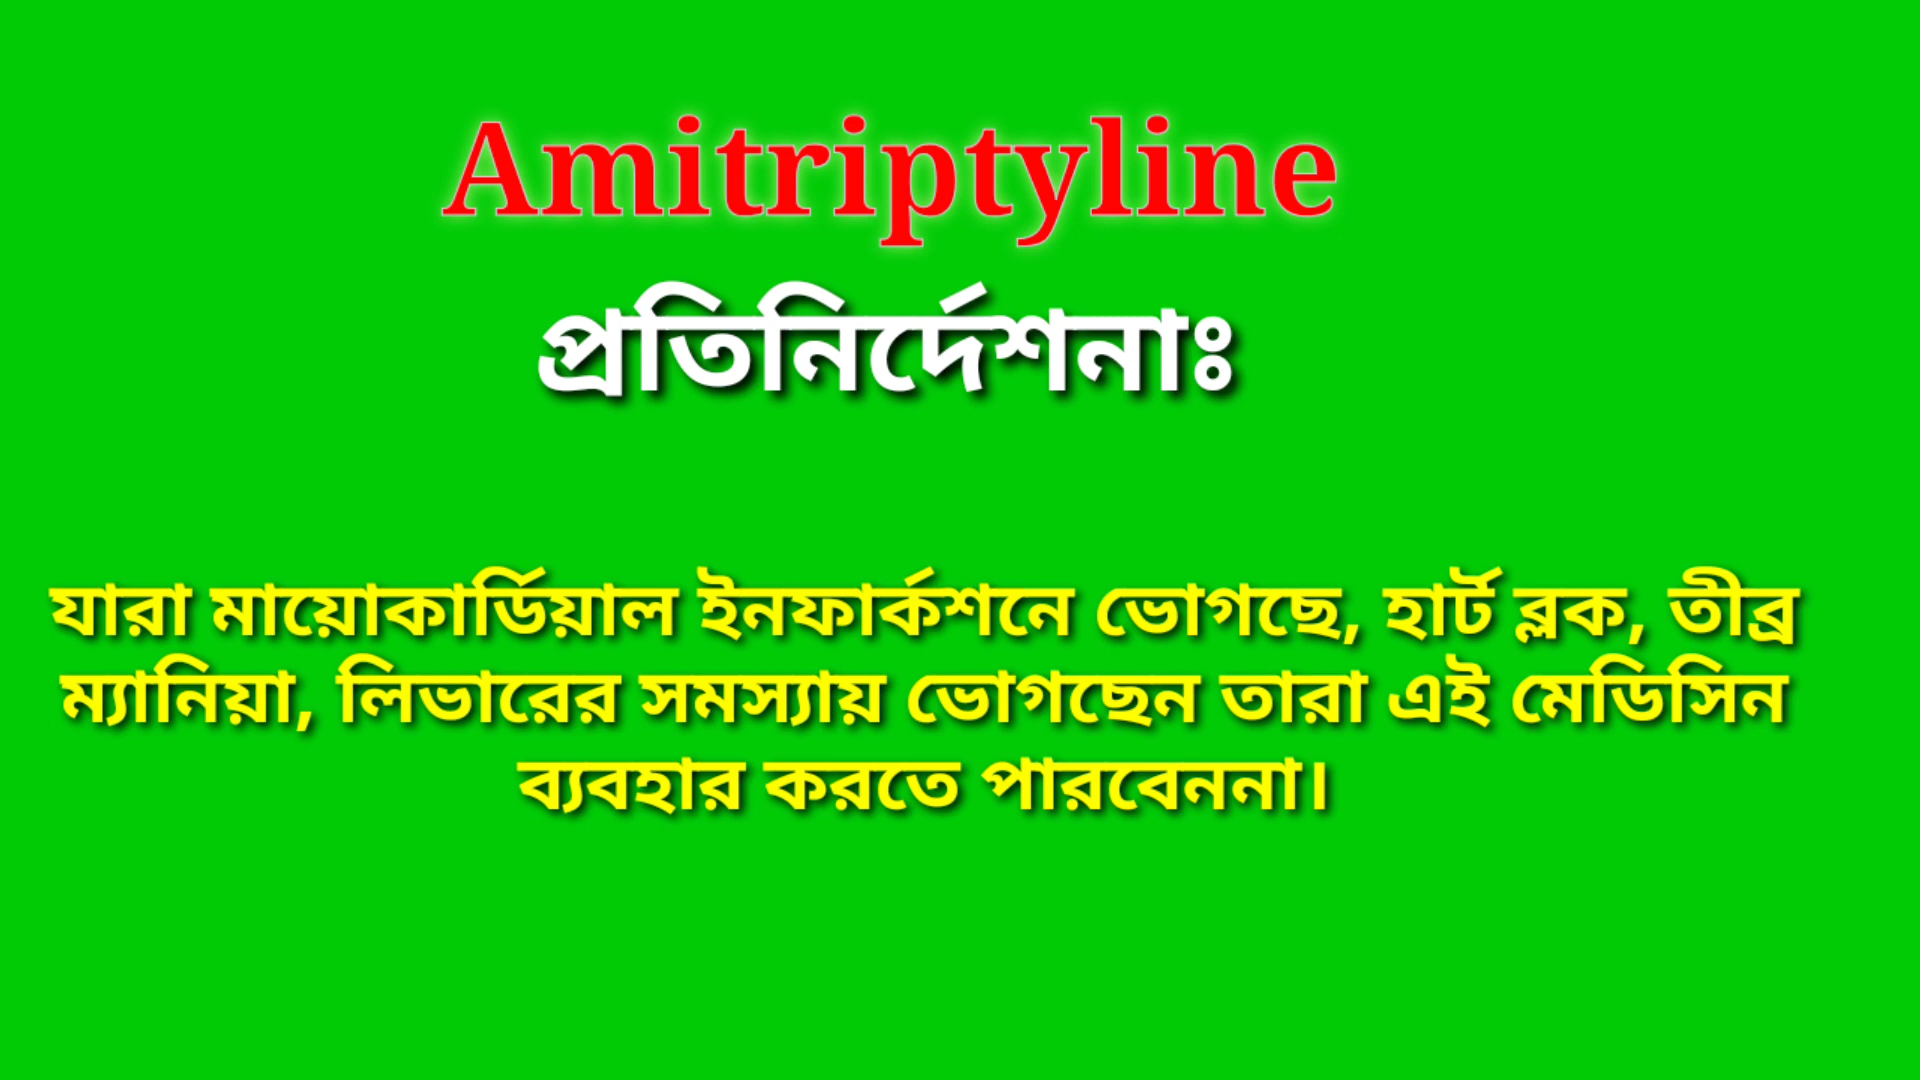 Amitriptyline
প্রতিনির্দেশনাঃ
যারা মায়োকার্ডিয়াল ইনফার্কশনে ভোগছে, হার্ট ব্লক, তীব্র
ম্যানিয়া, লিভারের সমস্যায় ভোগছেন তারা এই মেডিসিন
ব্যবহার করতে পারবেননা।